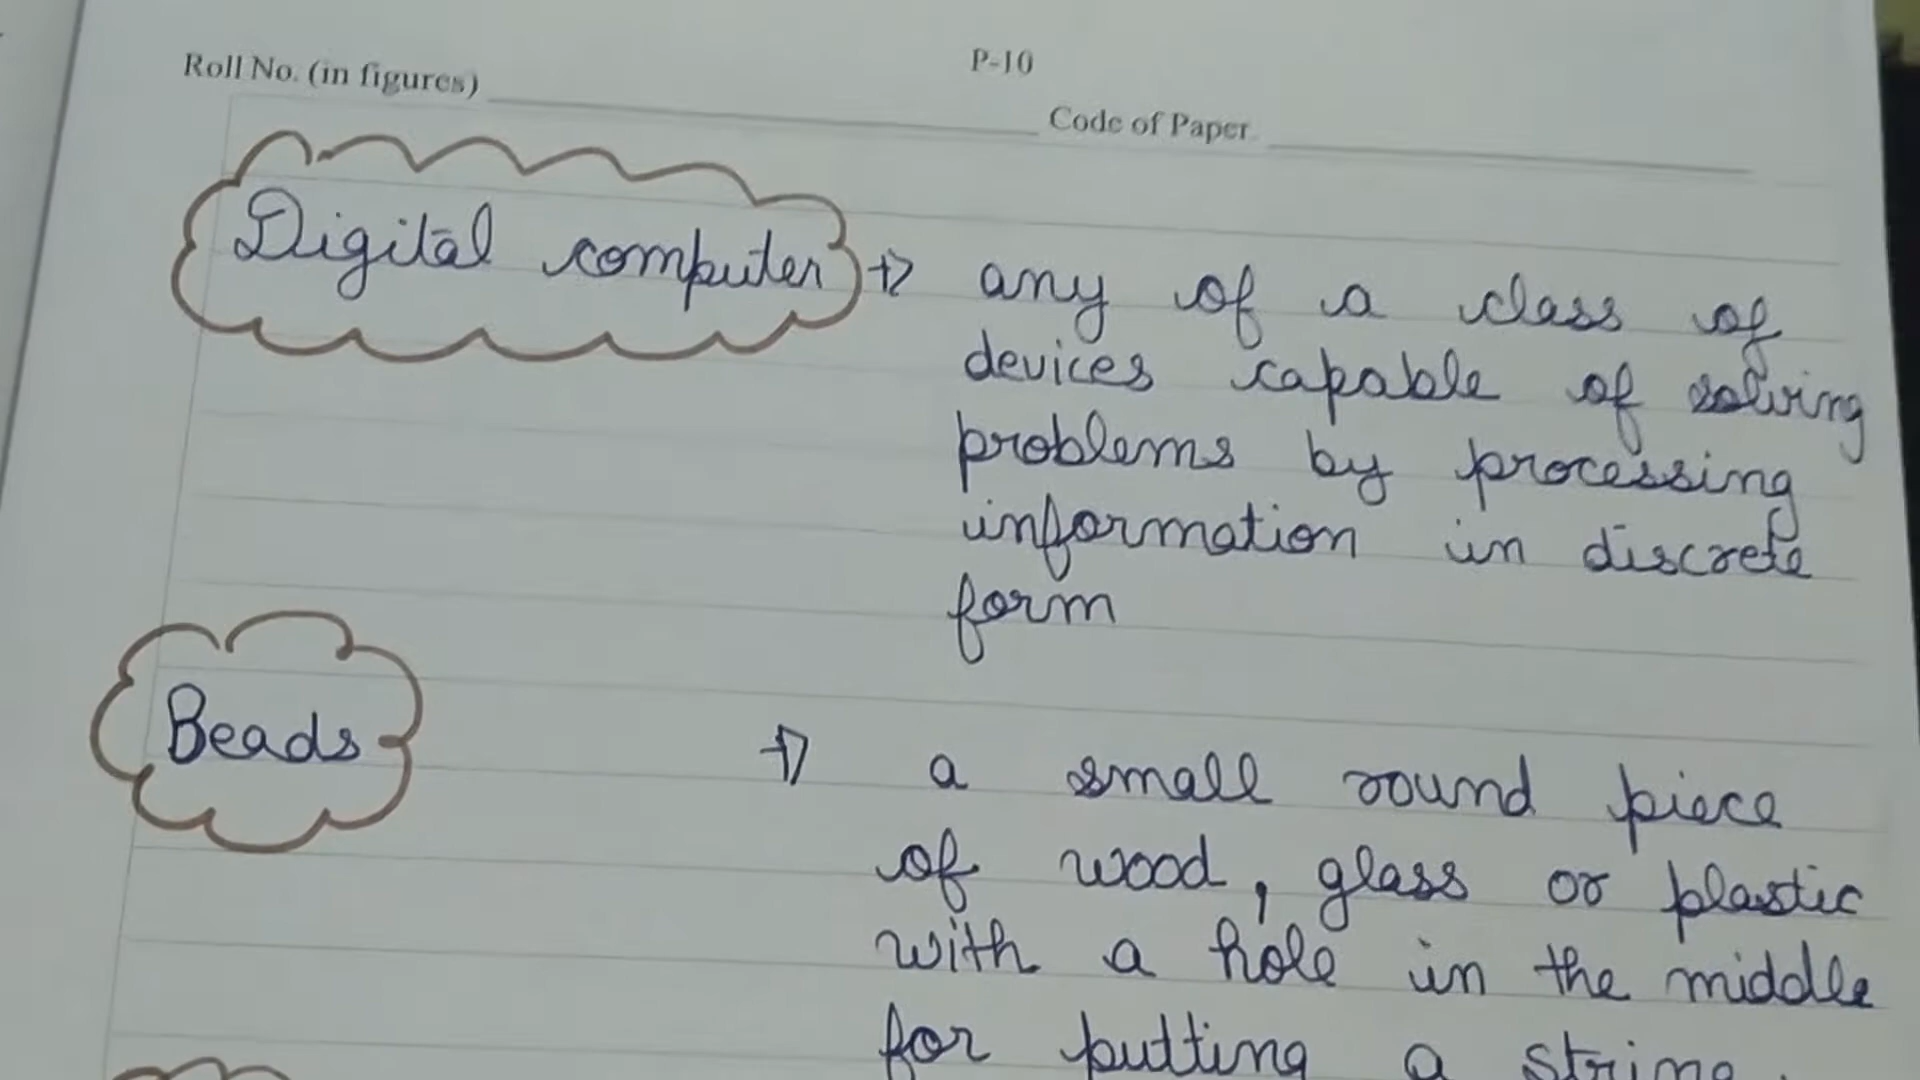 P-10
Roll No. (in figures) Code of Paper
Digital computer → any of a class of
devices capable of solving
problems by processing
information in discrete
form
Beads → a small round piece
of wood, glass or plastic
with a hole in the middle
for putting a string